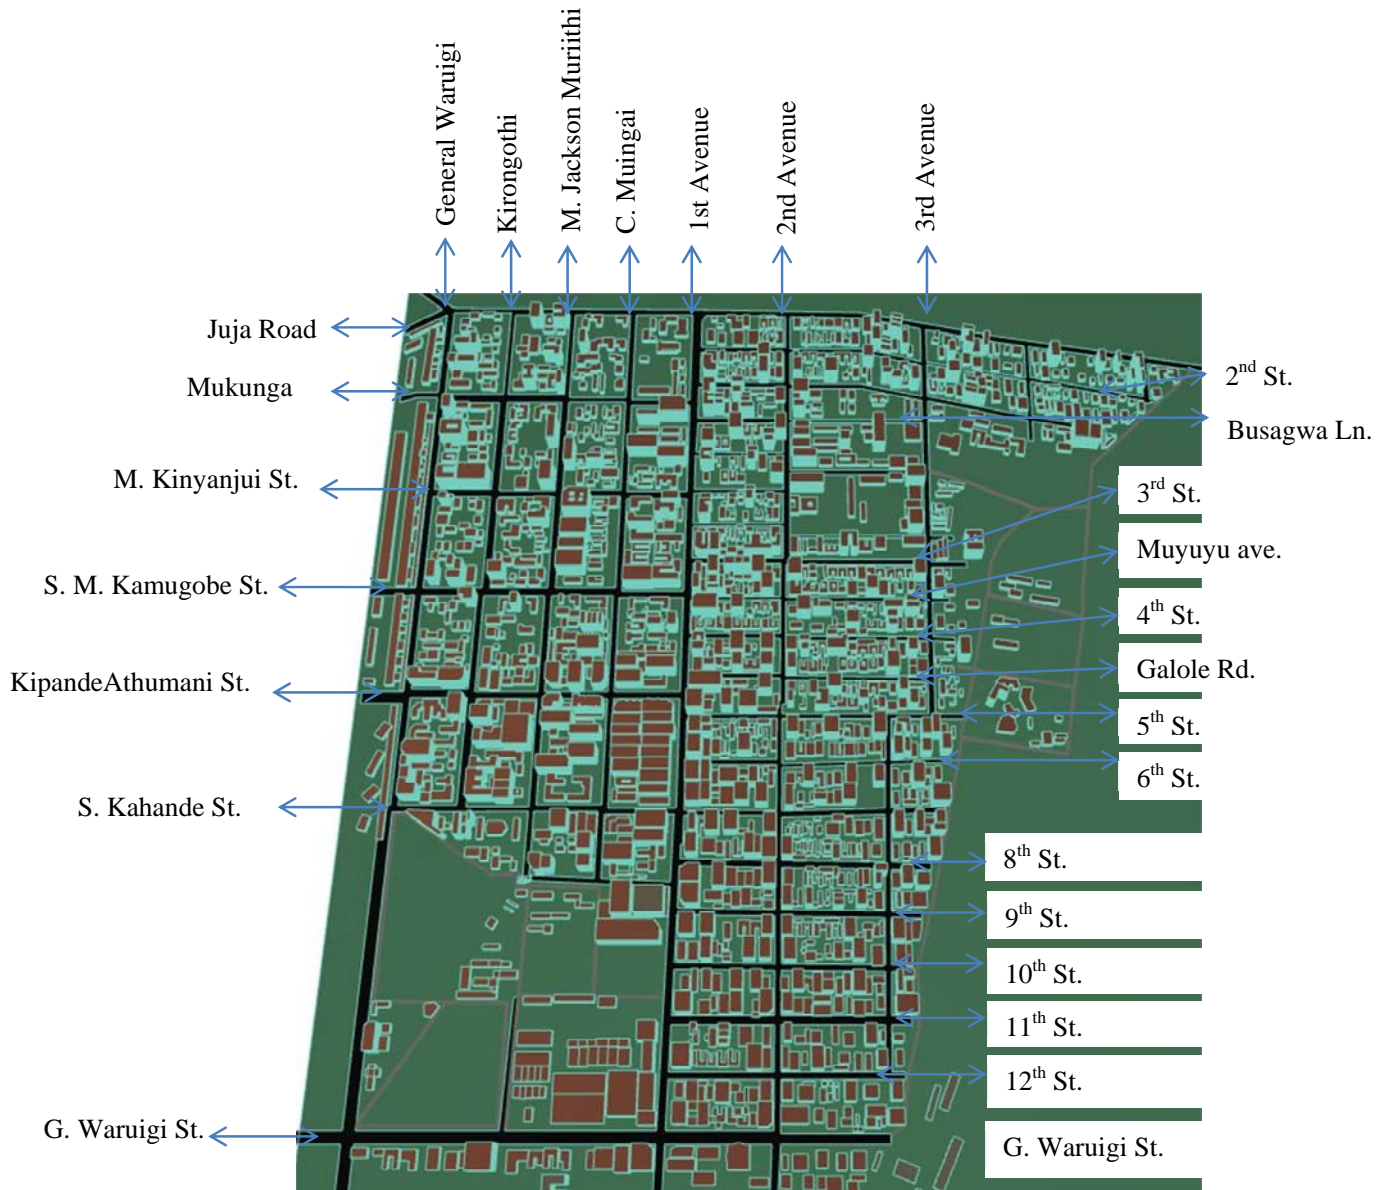 General Waruigi
Kirongothi
M. Jackson Muriithi
C. Muingai
1st Avenue
2nd Avenue
3rd Avenue
Juja Road
Mukunga
M. Kinyanjui St.
S. M. Kamugobe St.
KipandeAthumani St.
S. Kahande St.
G. Waruigi St.
2nd St.
Busagwa Ln.
3rd St.
Muyuyu ave.
4th St.
Galole Rd.
5th St.
6th St.
8th St.
9th St.
10th St.
11th St.
12th St.
G. Waruigi St.